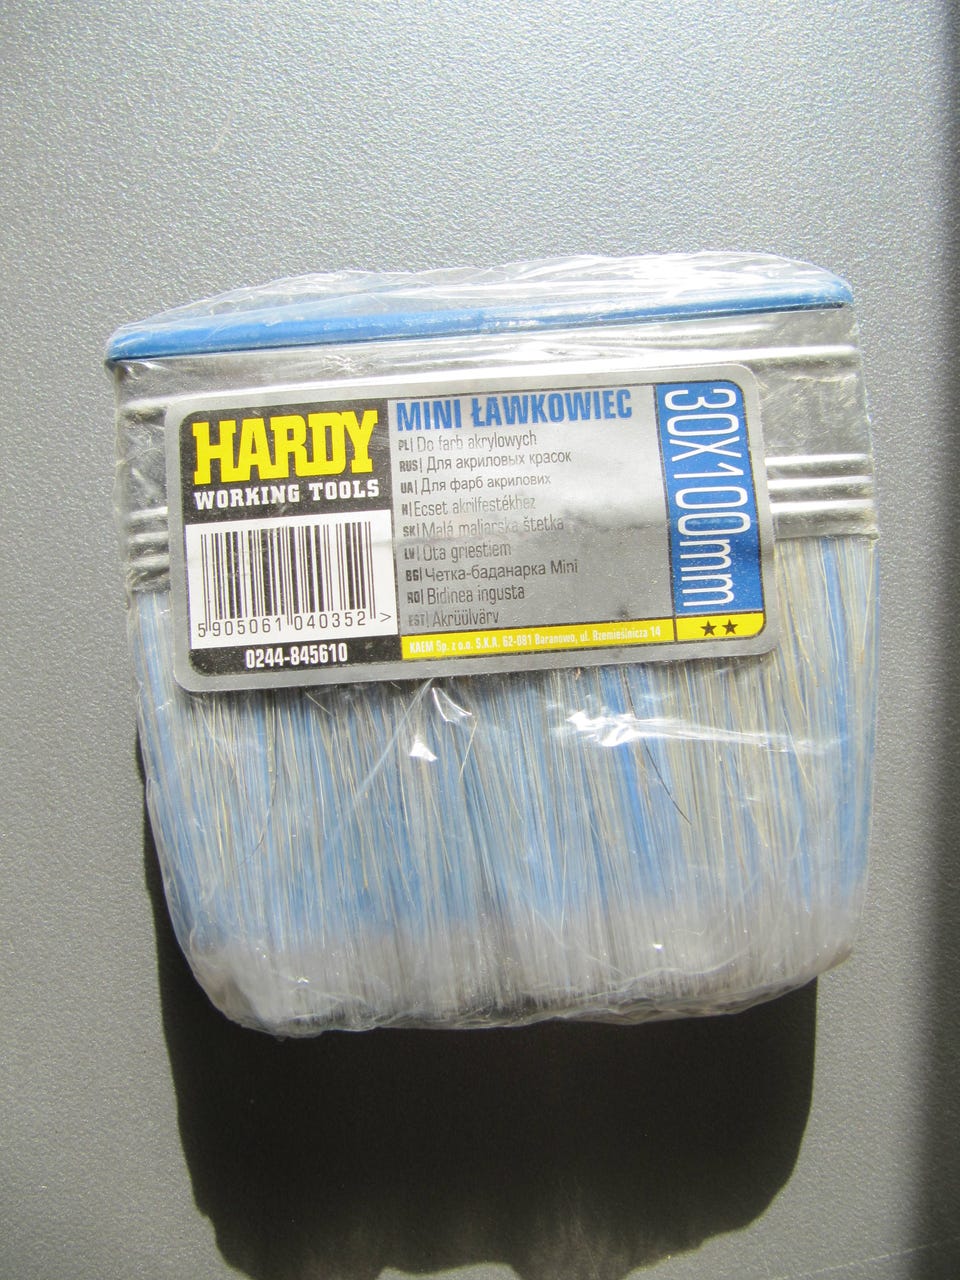 HARDY
WORKING TOOLS
5 905061 040352 >
0244-845610
MINI ŁAWKOWIEC
PL| Do farb akrylowych
RUS| Для акриловых красок
UA| Для фарб акрилових
H| Ecset akrilfestékhez
SK| Malá maliarska štetka
LV| Ota griestiem
BG| Четка-баданарка Mini
RO| Bidinea ingusta
EST| Akrüülvärv
KAEM Sp. z o.o. S.K.A. 62-081 Baranowo, ul. Rzemieślnicza 14
30X100mm